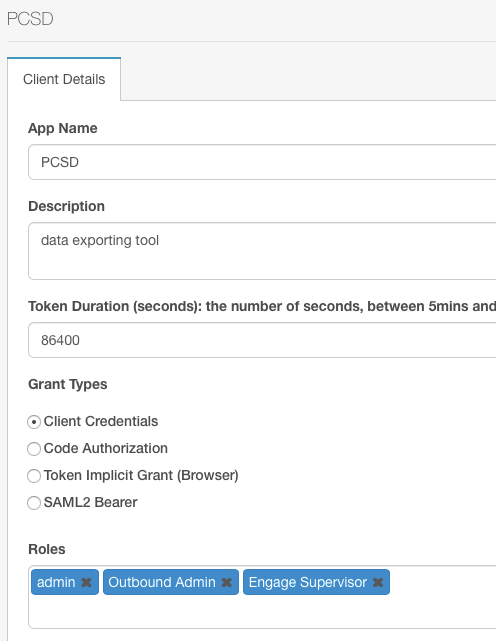 PCSD
Client Details
App Name
PCSD
Description
data exporting tool
Token Duration (seconds): the number of seconds, between 5mins and
86400
Grant Types
Client Credentials
Code Authorization
Token Implicit Grant (Browser)
SAML2 Bearer
Roles
admin ✖ Outbound Admin ✖ Engage Supervisor ✖